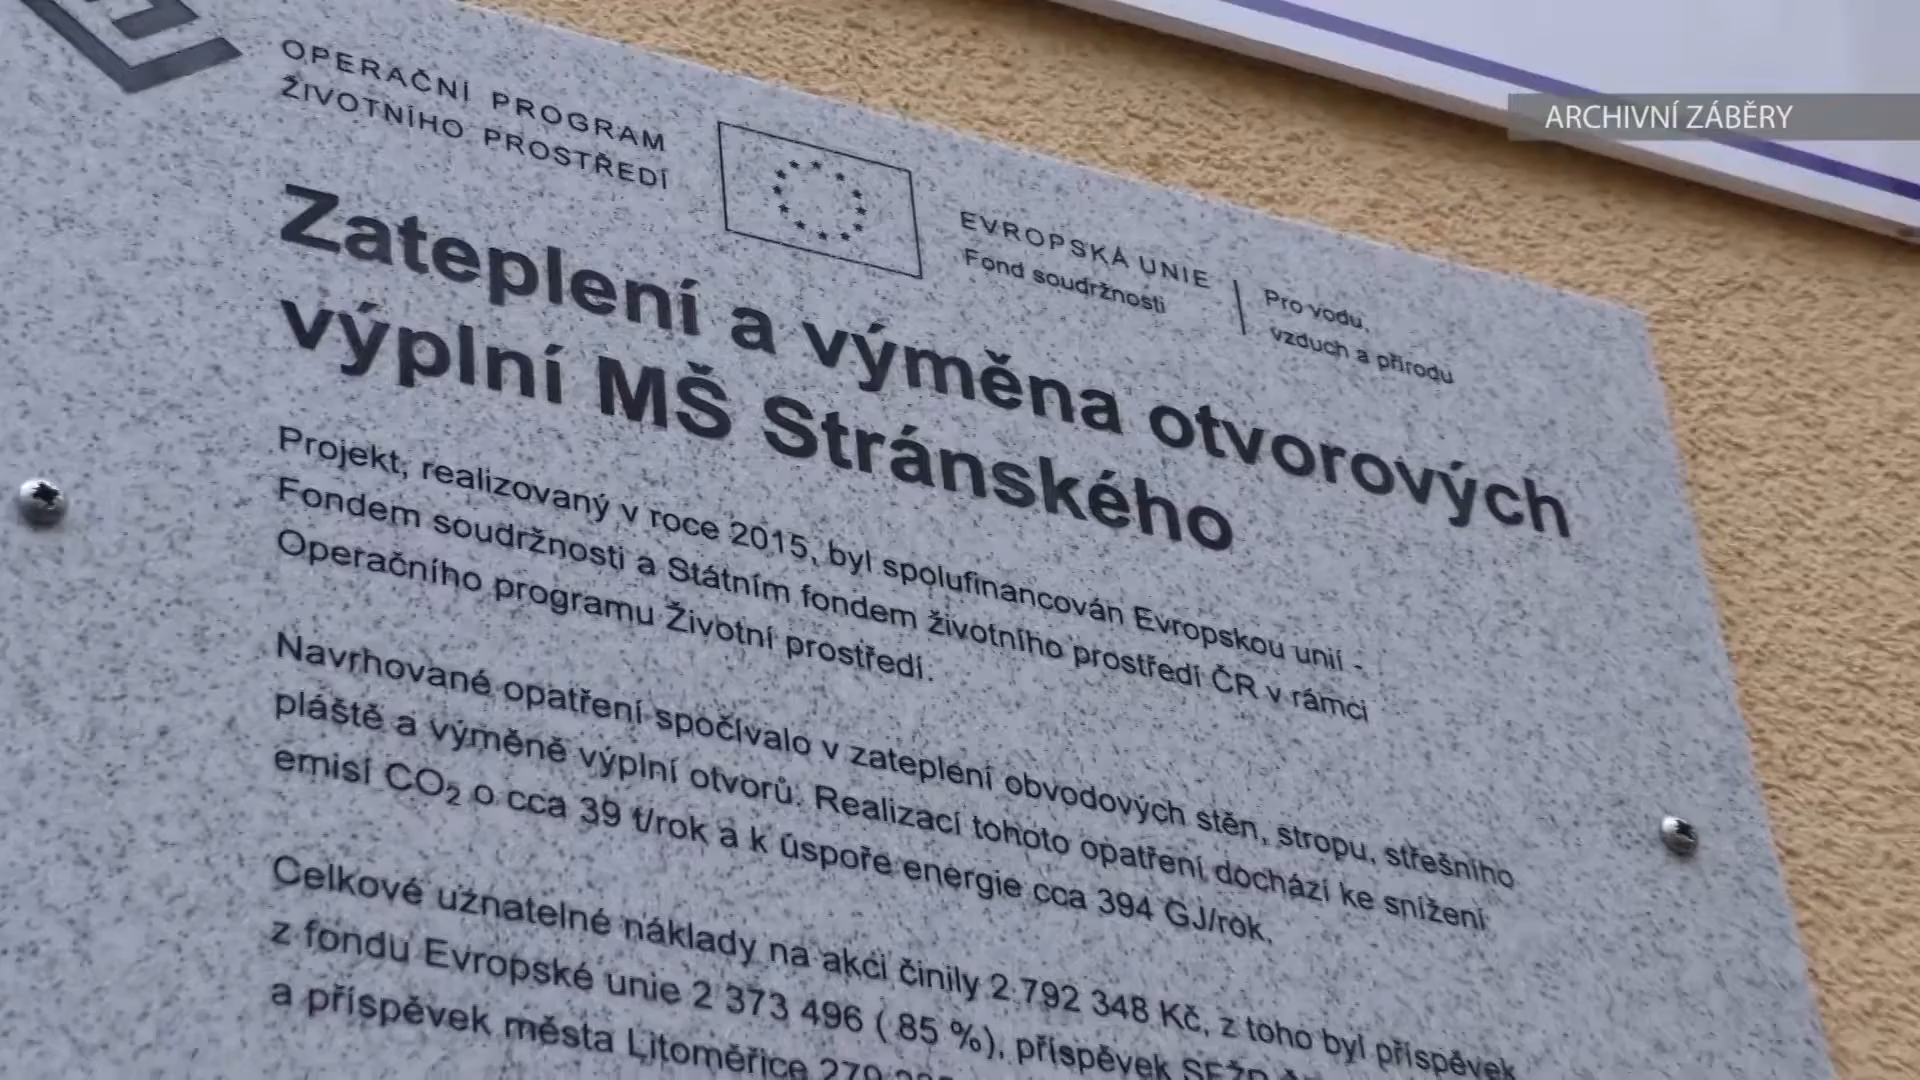 OPERAČNÍ PROGRAM
ŽIVOTNÍHO PROSTŘEDÍ
EVROPSKÁ UNIE
Fond soudržnosti
Pro vodu,
vzduch a přírodu
ARCHIVNÍ ZÁBĚRY
Zateplení a výměna otvorových
výplní MŠ Stránského
Projekt, realizovaný v roce 2015, byl spolufinancován Evropskou unií -
Fondem soudržnosti a Státním fondem životního prostředí ČR v rámci
Operačního programu Životní prostředí.
Navrhované opatření spočívalo v zateplení obvodových stěn, stropu, střešního
pláště a výměně výplní otvorů. Realizací tohoto opatření dochází ke snížení
emisí CO₂ o cca 39 t/rok a k úspoře energie cca 394 GJ/rok.
Celkové uznatelné náklady na akci činily 2 792 348 Kč, z toho byl příspěvek
z fondu Evropské unie 2 373 496 ( 85 %), příspěvek
a příspěvek města Litoměřice